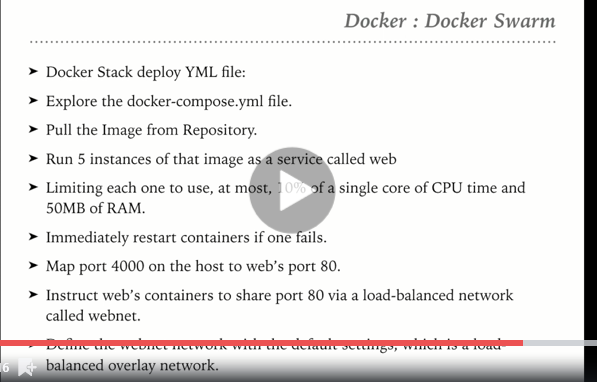 Docker : Docker Swarm
➤ Docker Stack deploy YML file:
➤ Explore the docker-compose.yml file.
➤ Pull the Image from Repository.
➤ Run 5 instances of that image as a service called web
➤ Limiting each one to use, at most, 10% of a single core of CPU time and
50MB of RAM.
➤ Immediately restart containers if one fails.
➤ Map port 4000 on the host to web's port 80.
➤ Instruct web's containers to share port 80 via a load-balanced network
called webnet.
➤ Define the webnet network with the default settings, which is a load-
balanced overlay network.